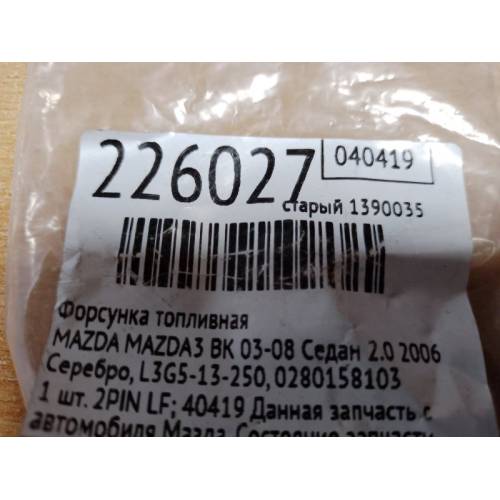 226027
040419
старый 1390035
Форсунка топливная
MAZDA MAZDA3 BK 03-08 Седан 2.0 2006
Серебро, L3G5-13-250, 0280158103
1 шт. 2PIN LF; 40419 Данная запчасть с
автомобиля Мазда. Состояние запчасти